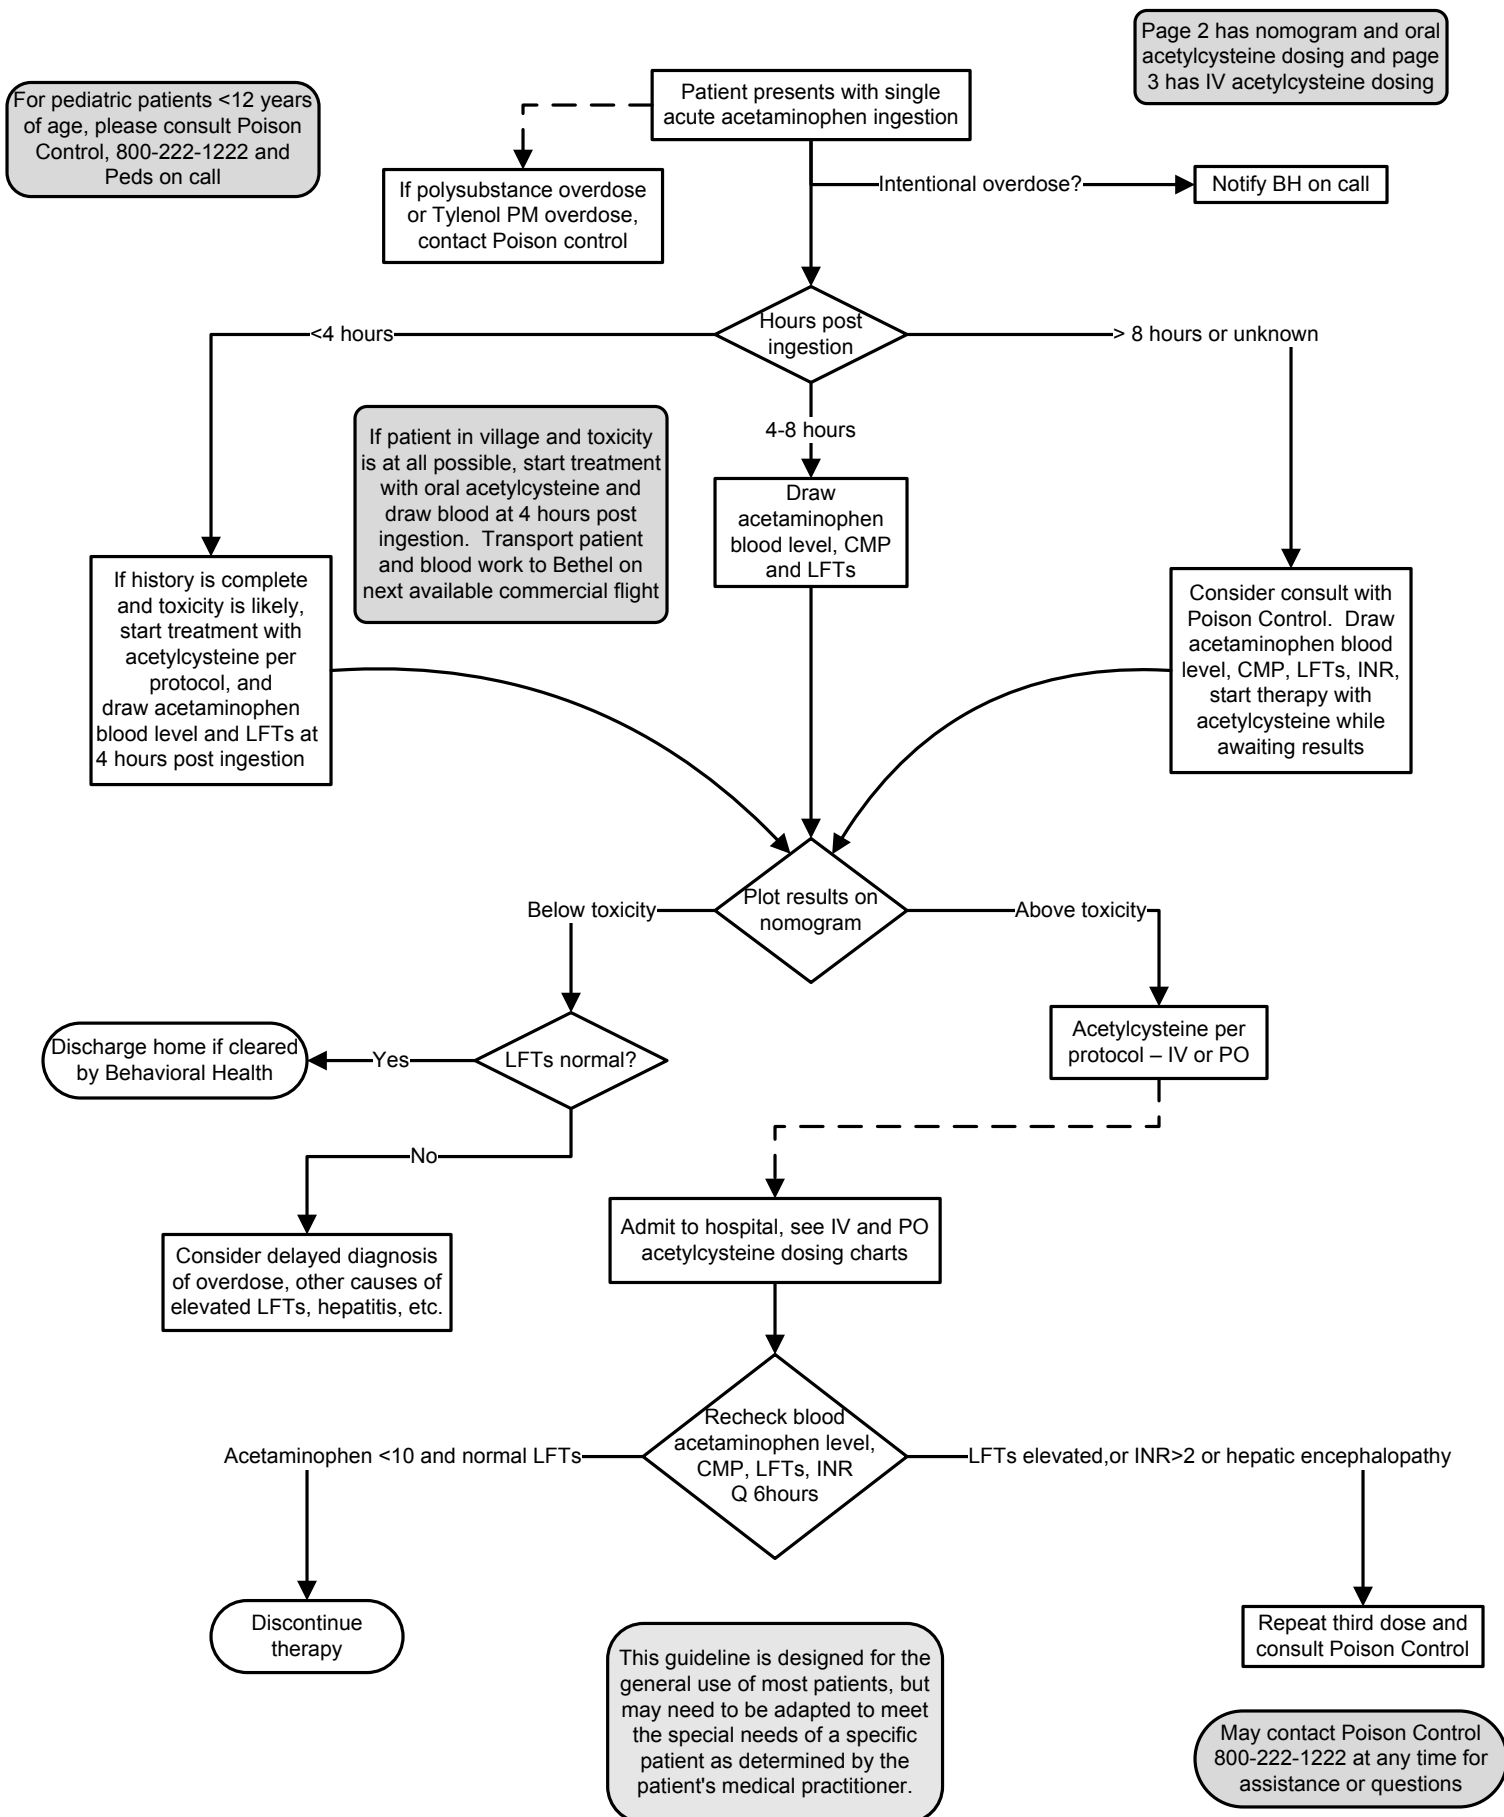 Page 2 has nomogram and oral
acetylcysteine dosing and page
3 has IV acetylcysteine dosing
For pediatric patients <12 years
of age, please consult Poison
Control, 800-222-1222 and
Peds on call
Patient presents with single
acute acetaminophen ingestion
If polysubstance overdose
or Tylenol PM overdose,
contact Poison control
Intentional overdose?
Notify BH on call
Hours post
ingestion
<4 hours
> 8 hours or unknown
4-8 hours
If patient in village and toxicity
is at all possible, start treatment
with oral acetylcysteine and
draw blood at 4 hours post
ingestion.  Transport patient
and blood work to Bethel on
next available commercial flight
Draw
acetaminophen
blood level, CMP
and LFTs
If history is complete
and toxicity is likely,
start treatment with
acetylcysteine per
protocol, and
draw acetaminophen
blood level and LFTs at
4 hours post ingestion
Consider consult with
Poison Control.  Draw
acetaminophen blood
level, CMP, LFTs, INR,
start therapy with
acetylcysteine while
awaiting results
Plot results on
nomogram
Below toxicity
Above toxicity
Discharge home if cleared
by Behavioral Health
Yes
LFTs normal?
Acetylcysteine per
protocol – IV or PO
No
Consider delayed diagnosis
of overdose, other causes of
elevated LFTs, hepatitis, etc.
Admit to hospital, see IV and PO
acetylcysteine dosing charts
Recheck blood
acetaminophen level,
CMP, LFTs, INR
Q 6hours
Acetaminophen <10 and normal LFTs
LFTs elevated,or INR>2 or hepatic encephalopathy
Discontinue
therapy
Repeat third dose and
consult Poison Control
This guideline is designed for the
general use of most patients, but
may need to be adapted to meet
the special needs of a specific
patient as determined by the
patient's medical practitioner.
May contact Poison Control
800-222-1222 at any time for
assistance or questions